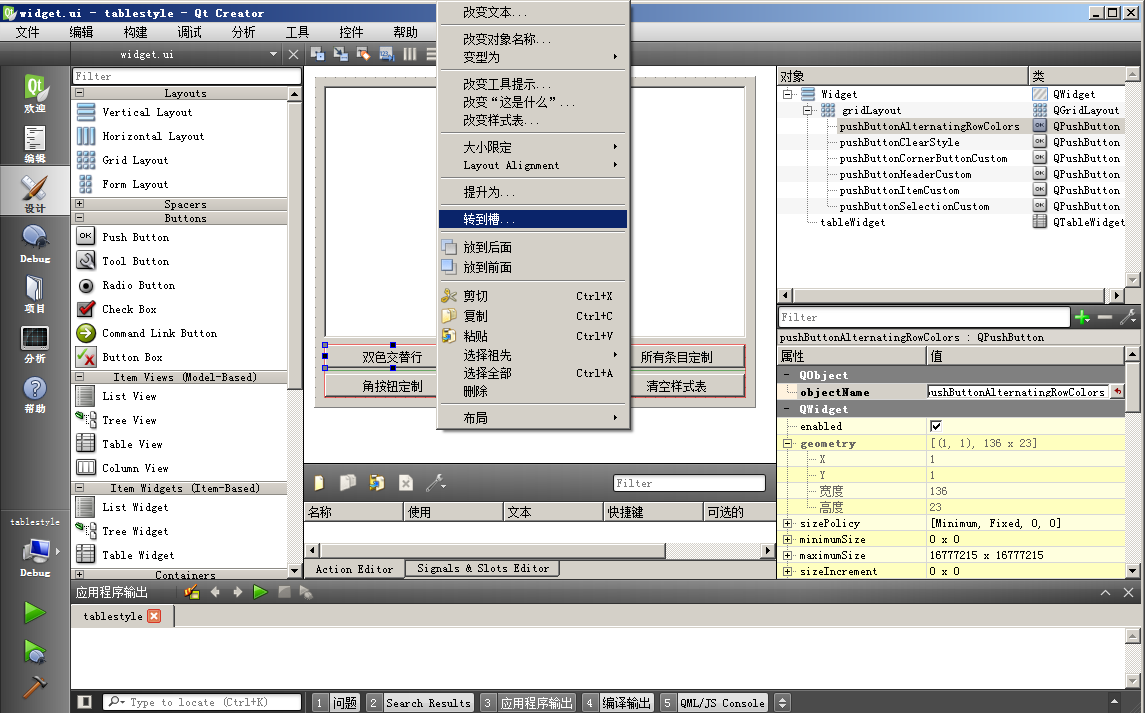 widget.ui - tablestyle - Qt Creator
文件 编辑 构建 调试 分析 工具 控件 帮助
widget.ui
欢迎
编辑
设计
Debug
项目
分析
帮助
tablestyle
Debug
Filter
Layouts
Vertical Layout
Horizontal Layout
Grid Layout
Form Layout
Spacers
Buttons
OK Push Button
Tool Button
Radio Button
Check Box
Command Link Button
Button Box
Item Views (Model-Based)
List View
Tree View
Table View
Column View
Item Widgets (Item-Based)
List Widget
Tree Widget
Table Widget
Containers
双色交替行
所有条目定制
角按钮定制
清空样式表
改变文本...
改变对象名称...
变型为
改变工具提示...
改变“这是什么”...
改变样式表...
大小限定
Layout Alignment
提升为...
转到槽...
放到后面
放到前面
剪切 Ctrl+X
复制 Ctrl+C
粘贴 Ctrl+V
选择祖先
选择全部 Ctrl+A
删除
布局
Filter
名称 使用 文本 快捷键 可选的
Action Editor Signals & Slots Editor
对象 类
Widget QWidget
gridLayout QGridLayout
pushButtonAlternatingRowColors OK QPushButton
pushButtonClearStyle OK QPushButton
pushButtonCornerButtonCustom OK QPushButton
pushButtonHeaderCustom OK QPushButton
pushButtonItemCustom OK QPushButton
pushButtonSelectionCustom OK QPushButton
tableWidget QTableWidget
Filter
pushButtonAlternatingRowColors : QPushButton
属性 值
QObject
objectName pushButtonAlternatingRowColors
QWidget
enabled
geometry [(1, 1), 136 x 23]
X 1
Y 1
宽度 136
高度 23
sizePolicy [Minimum, Fixed, 0, 0]
minimumSize 0 x 0
maximumSize 16777215 x 16777215
sizeIncrement 0 x 0
应用程序输出
tablestyle
Type to locate (Ctrl+K) 1 问题 2 Search Results 3 应用程序输出 4 编译输出 5 QML/JS Console